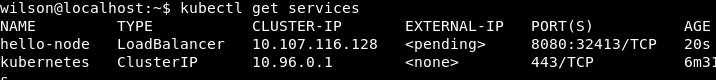 wilson@localhost:~$ kubectl get services
NAME         TYPE           CLUSTER-IP       EXTERNAL-IP   PORT(S)          AGE
hello-node   LoadBalancer   10.107.116.128   <pending>     8080:32413/TCP   20s
kubernetes   ClusterIP      10.96.0.1        <none>        443/TCP          6m31
s